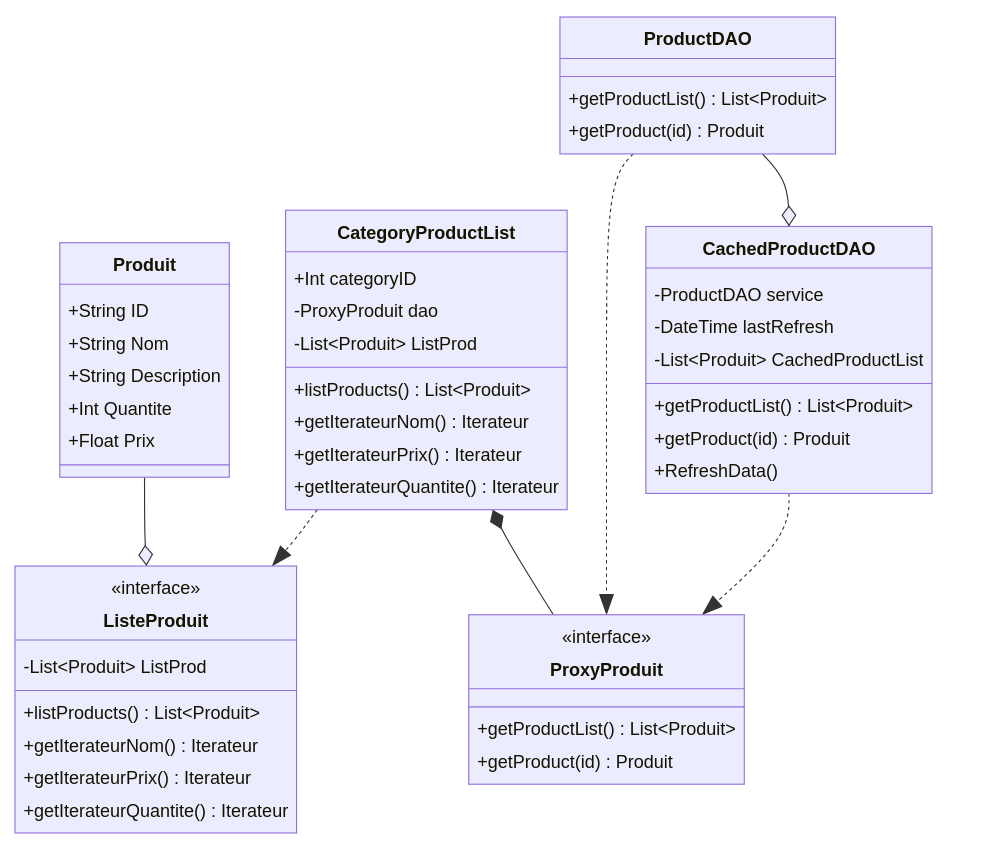 ProductDAO
+getProductList() : List<Produit>
+getProduct(id) : Produit
CategoryProductList
+Int categoryID
-ProxyProduit dao
-List<Produit> ListProd
+listProducts() : List<Produit>
+getIterateurNom() : Iterateur
+getIterateurPrix() : Iterateur
+getIterateurQuantite() : Iterateur
CachedProductDAO
-ProductDAO service
-DateTime lastRefresh
-List<Produit> CachedProductList
+getProductList() : List<Produit>
+getProduct(id) : Produit
+RefreshData()
Produit
+String ID
+String Nom
+String Description
+Int Quantite
+Float Prix
«interface»
ListeProduit
-List<Produit> ListProd
+listProducts() : List<Produit>
+getIterateurNom() : Iterateur
+getIterateurPrix() : Iterateur
+getIterateurQuantite() : Iterateur
«interface»
ProxyProduit
+getProductList() : List<Produit>
+getProduct(id) : Produit